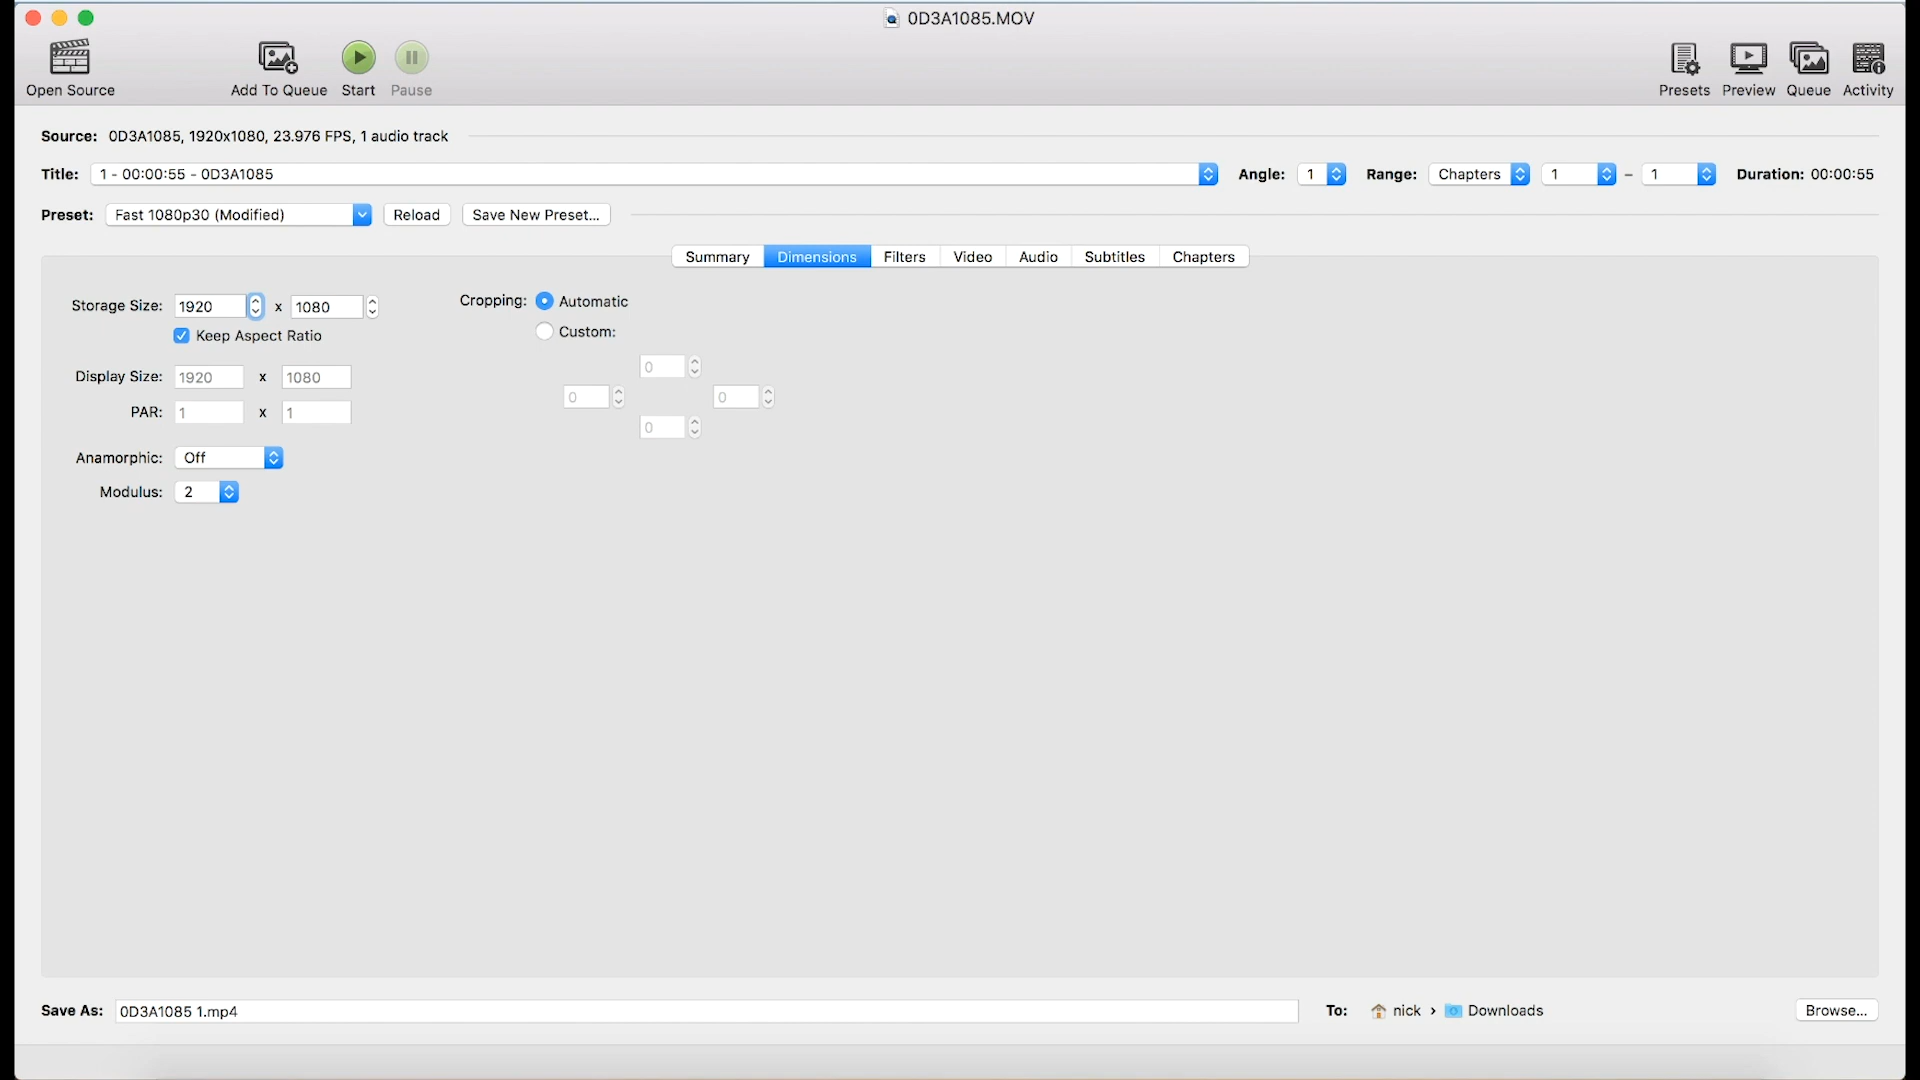 0D3A1085.MOV
Open Source
Add To Queue
Start
Pause
Presets
Preview
Queue
Activity
Source: 0D3A1085, 1920x1080, 23.976 FPS, 1 audio track
Title: 1 - 00:00:55 - 0D3A1085
Angle: 1
Range: Chapters 1 – 1
Duration: 00:00:55
Preset: Fast 1080p30 (Modified)
Reload
Save New Preset...
Summary
Dimensions
Filters
Video
Audio
Subtitles
Chapters
Storage Size: 1920 x 1080
Keep Aspect Ratio
Display Size: 1920 x 1080
PAR: 1 x 1
Anamorphic: Off
Modulus: 2
Cropping: Automatic
Custom:
0
0 0
0
Save As: 0D3A1085 1.mp4
To: nick › Downloads
Browse...